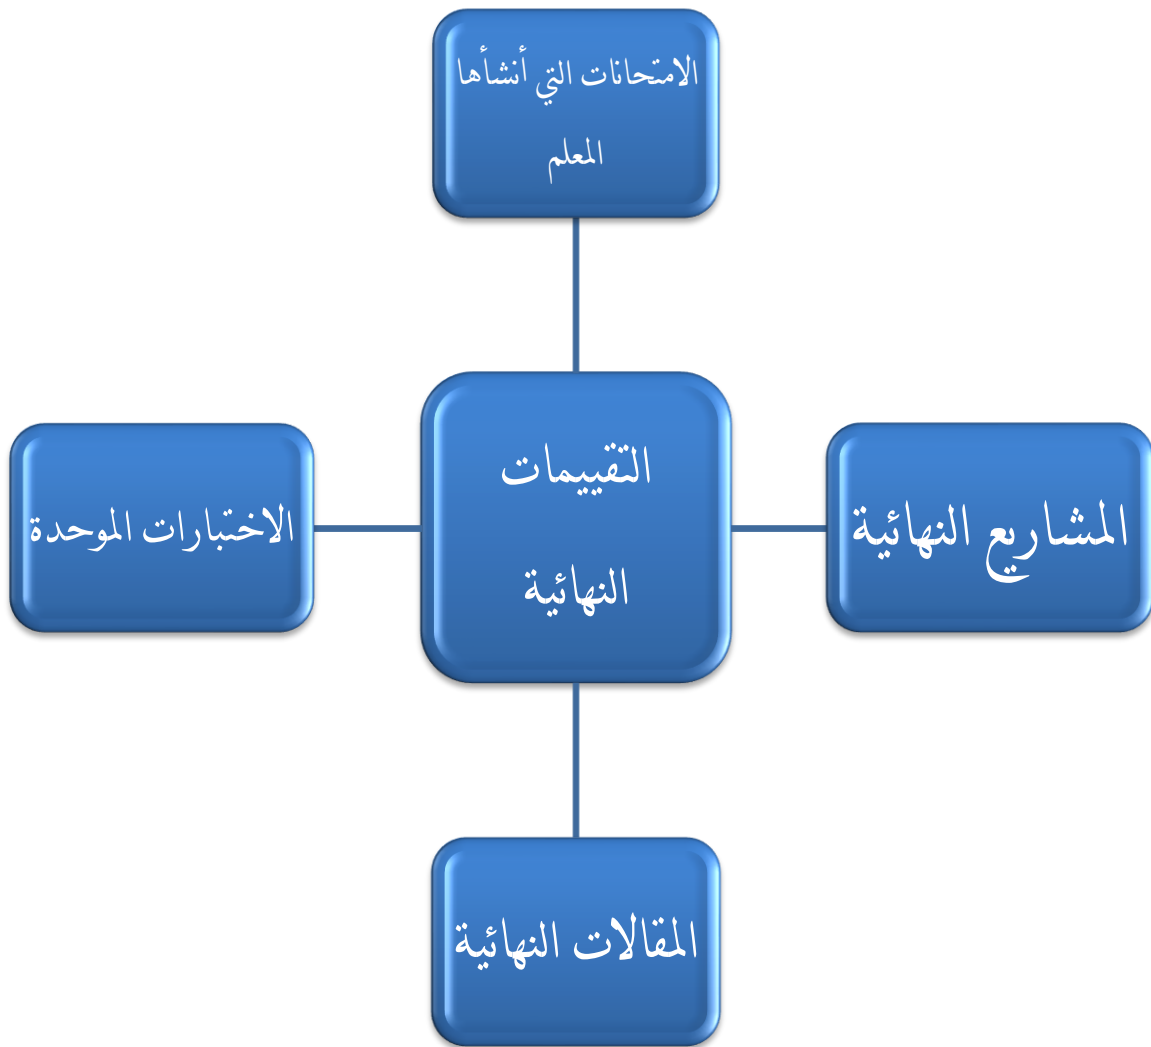 الامتحانات التي أنشأها
المعلم
المشاريع النهائية
التقييمات
النهائية
الاختبارات الموحدة
المقالات النهائية